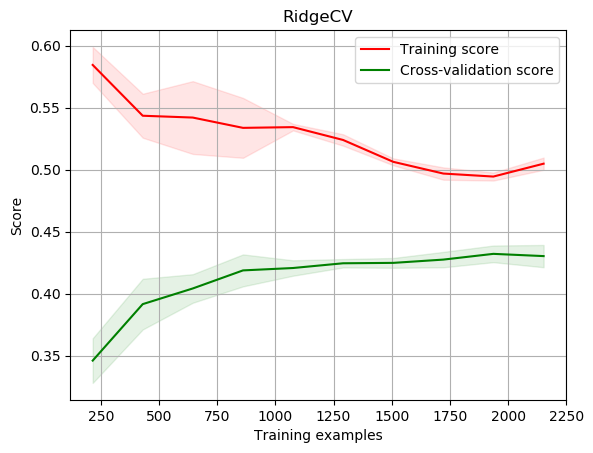 RidgeCV
Training score
Cross-validation score
0.60
0.55
0.50
0.45
0.40
0.35
Score
250 500 750 1000 1250 1500 1750 2000 2250
Training examples